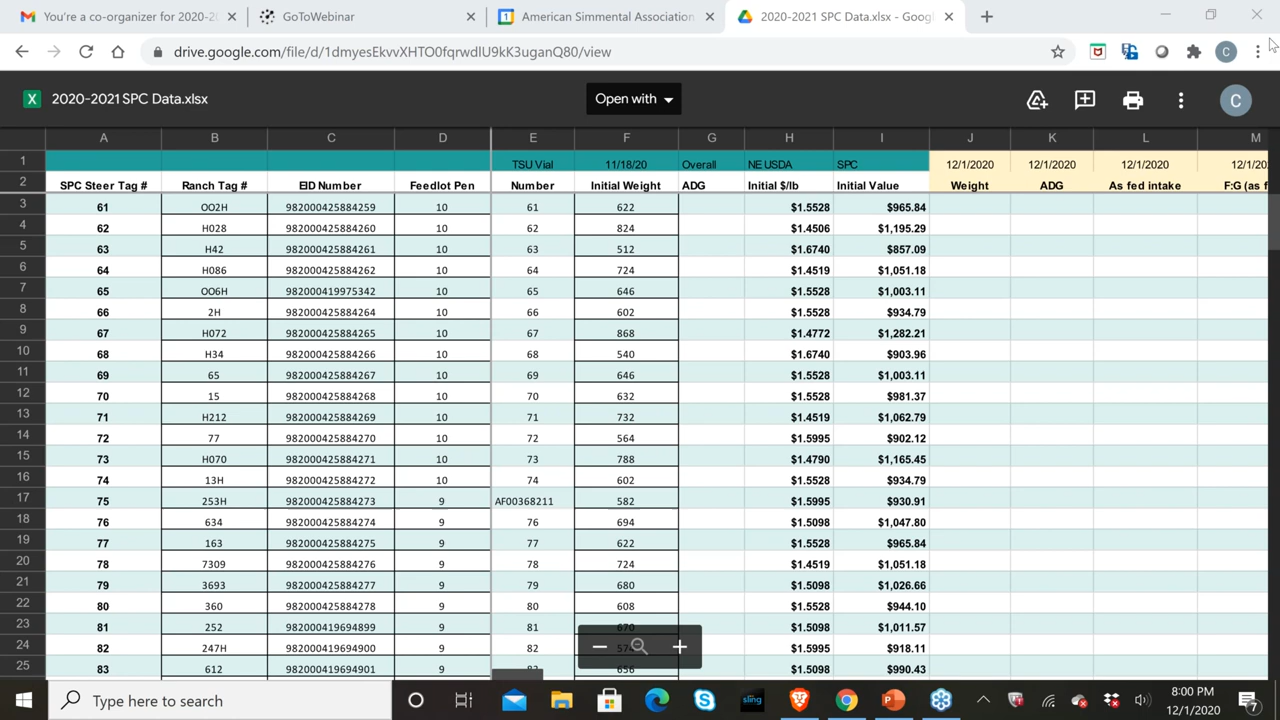 You're a co-organizer for 2020-2 GoToWebinar American Simmental Association 2020-2021 SPC Data.xlsx - Goog
drive.google.com/file/d/1dmyesEkvvXHTO0fqrwdlU9kK3uganQ80/view C
X 2020-2021 SPC Data.xlsx Open with C
A B C D E F G H I J K L M
1 TSU Vial 11/18/20 Overall NE USDA SPC 12/1/2020 12/1/2020 12/1/2020 12/1/20
2 SPC Steer Tag # Ranch Tag # EID Number Feedlot Pen Number Initial Weight ADG Initial $/lb Initial Value Weight ADG As fed intake F:G (as f
3 61 OO2H 982000425884259 10 61 622 $1.5528 $965.84
4 62 H028 982000425884260 10 62 824 $1.4506 $1,195.29
5 63 H42 982000425884261 10 63 512 $1.6740 $857.09
6 64 H086 982000425884262 10 64 724 $1.4519 $1,051.18
7 65 OO6H 982000419975342 10 65 646 $1.5528 $1,003.11
8 66 2H 982000425884264 10 66 602 $1.5528 $934.79
9 67 H072 982000425884265 10 67 868 $1.4772 $1,282.21
10 68 H34 982000425884266 10 68 540 $1.6740 $903.96
11 69 65 982000425884267 10 69 646 $1.5528 $1,003.11
12 70 15 982000425884268 10 70 632 $1.5528 $981.37
13 71 H212 982000425884269 10 71 732 $1.4519 $1,062.79
14 72 77 982000425884270 10 72 564 $1.5995 $902.12
15 73 H070 982000425884271 10 73 788 $1.4790 $1,165.45
16 74 13H 982000425884272 10 74 602 $1.5528 $934.79
17 75 253H 982000425884273 9 AF00368211 582 $1.5995 $930.91
18 76 634 982000425884274 9 76 694 $1.5098 $1,047.80
19 77 163 982000425884275 9 77 622 $1.5528 $965.84
20 78 7309 982000425884276 9 78 724 $1.4519 $1,051.18
21 79 3693 982000425884277 9 79 680 $1.5098 $1,026.66
22 80 360 982000425884278 9 80 608 $1.5528 $944.10
23 81 252 982000419694899 9 81 670 $1.5098 $1,011.57
24 82 247H 982000419694900 9 82 $1.5995 $918.11
25 83 612 982000419694901 9 656 $1.5098 $990.43
Type here to search sling 8:00 PM
12/1/2020 7